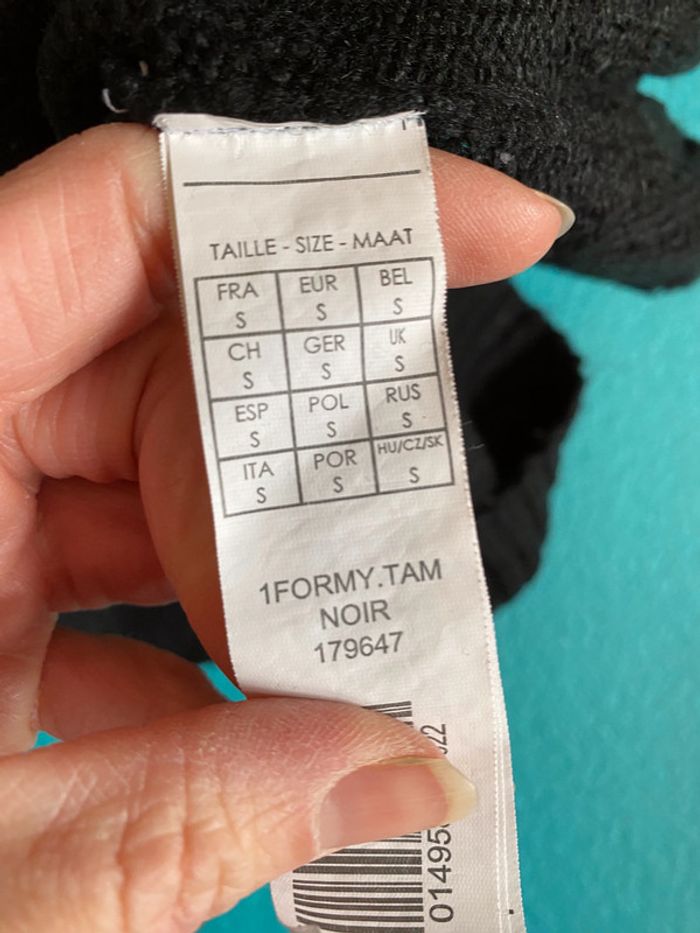 TAILLE - SIZE - MAAT
FRA EUR BEL
S S S
CH GER UK
S S S
ESP POL RUS
S S S
ITA POR HU/CZ/SK
S S S
1FORMY.TAM
NOIR
179647